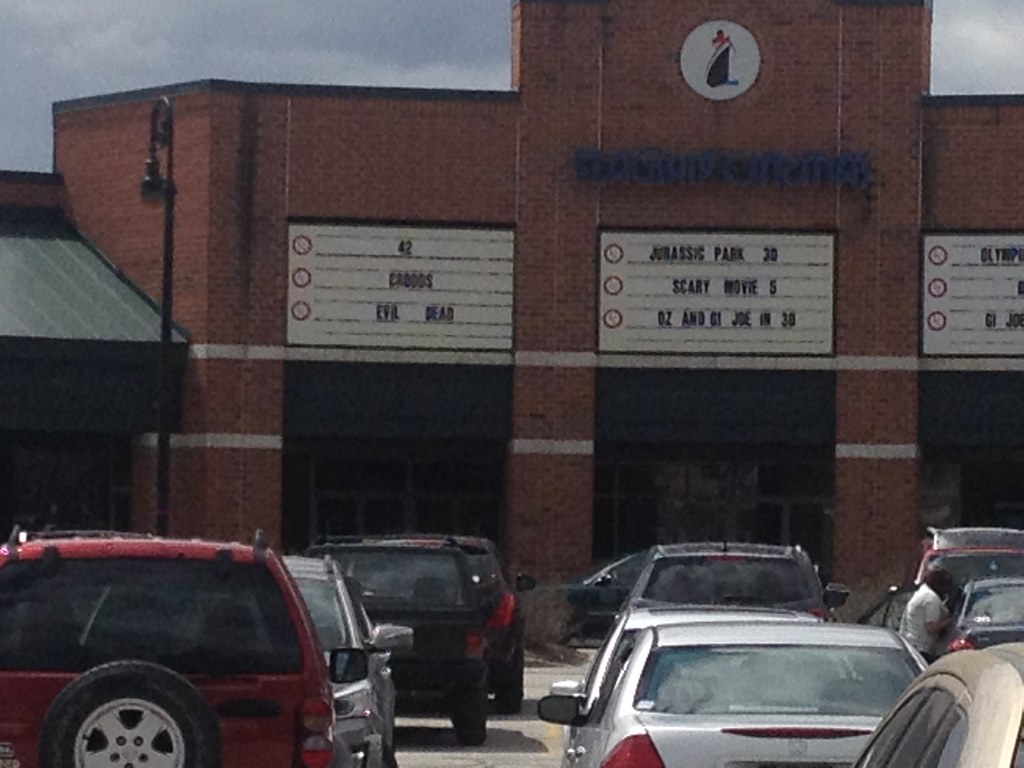 42
CROODS
EVIL DEAD
JURASSIC PARK 3D
SCARY MOVIE 5
OZ AND GI JOE IN 3D
GI JOE